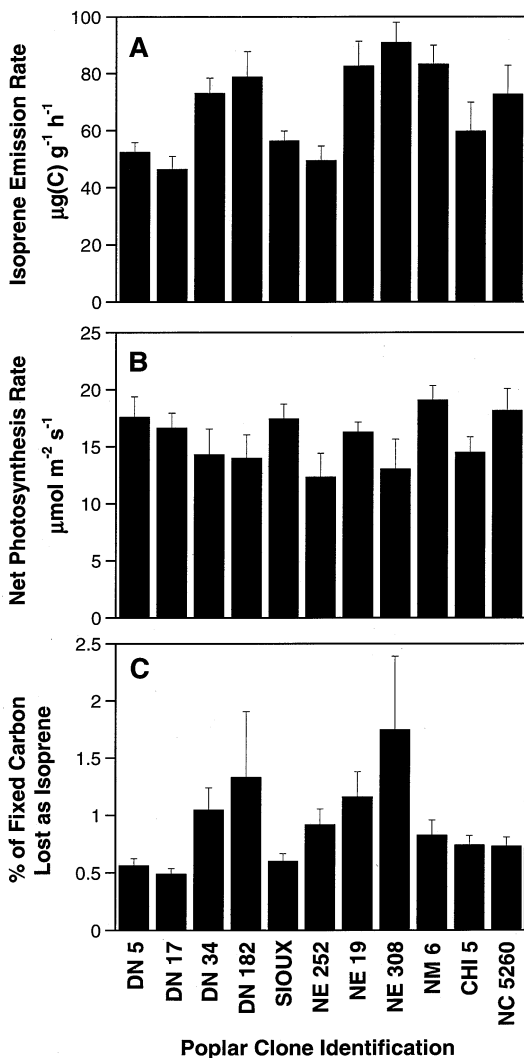 A
Isoprene Emission Rate
µg(C) g⁻¹ h⁻¹
100
80
60
40
20
0
B
Net Photosynthesis Rate
µmol m⁻² s⁻¹
25
20
15
10
5
0
C
% of Fixed Carbon
Lost as Isoprene
2.5
2
1.5
1
0.5
0
DN 5
DN 17
DN 34
DN 182
SIOUX
NE 252
NE 19
NE 308
NM 6
CHI 5
NC 5260
Poplar Clone Identification